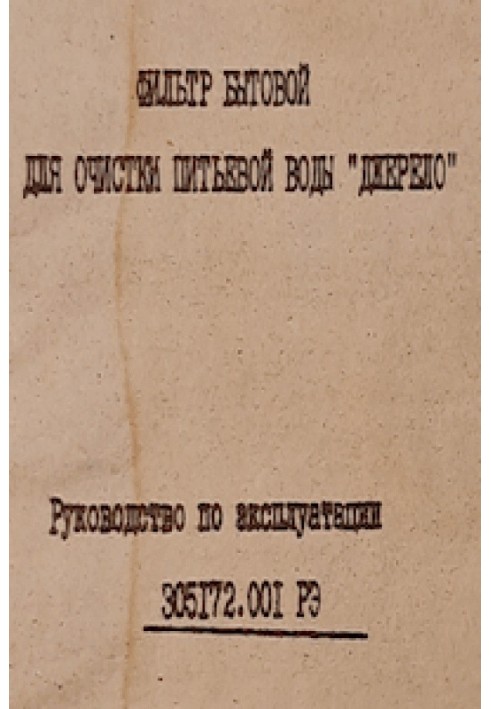 ФИЛЬТР БЫТОВОЙ
ДЛЯ ОЧИСТКИ ПИТЬЕВОЙ ВОДЫ "ДЖЕРЕЛО"
Руководство по эксплуатации
305172.001 РЭ